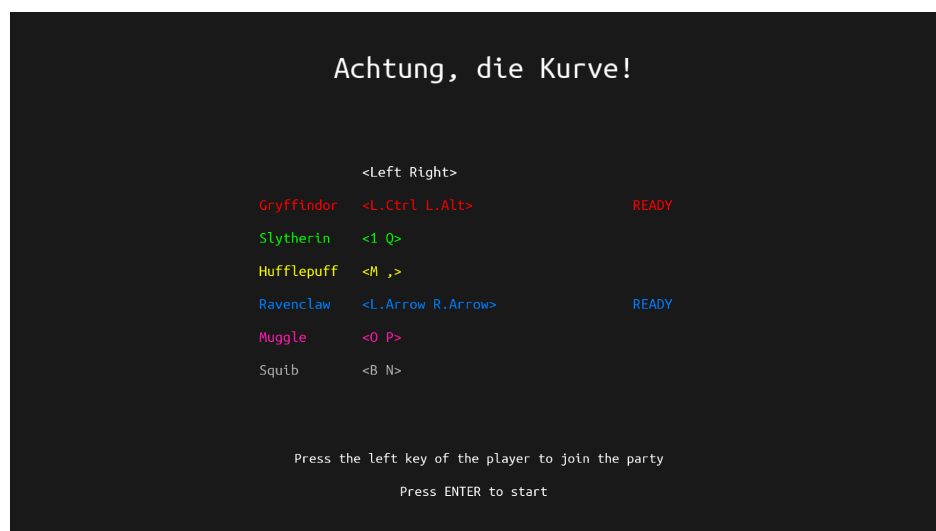 Achtung, die Kurve!
<Left Right>
Gryffindor <L.Ctrl L.Alt> READY
Slytherin <1 Q>
Hufflepuff <M ,>
Ravenclaw <L.Arrow R.Arrow> READY
Muggle <O P>
Squib <B N>
Press the left key of the player to join the party
Press ENTER to start